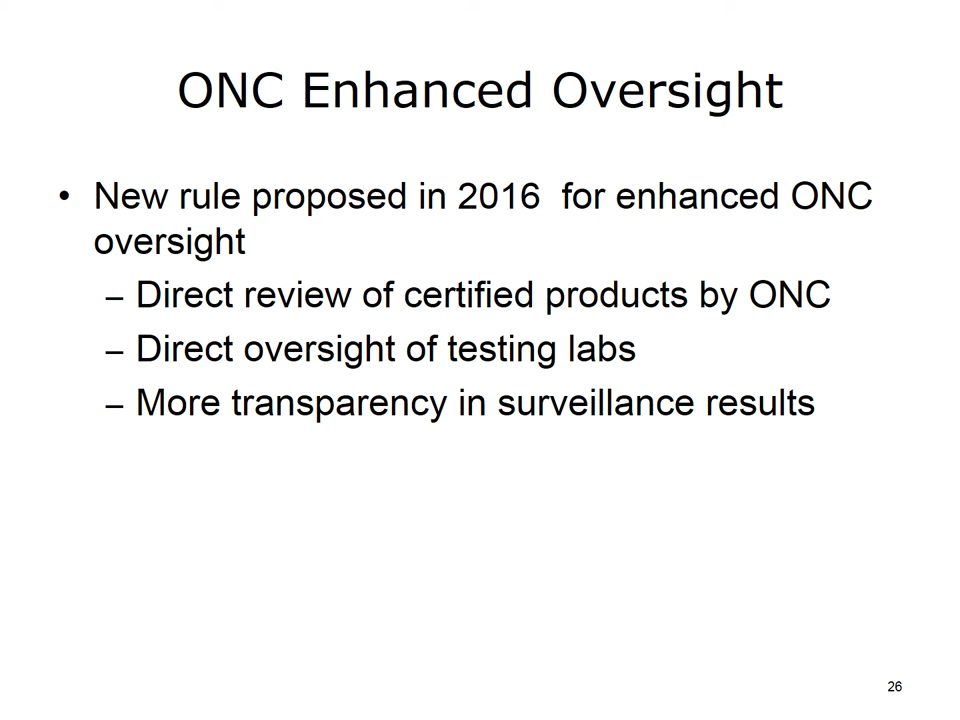 ONC Enhanced Oversight
• New rule proposed in 2016  for enhanced ONC
oversight
– Direct review of certified products by ONC
– Direct oversight of testing labs
– More transparency in surveillance results
26